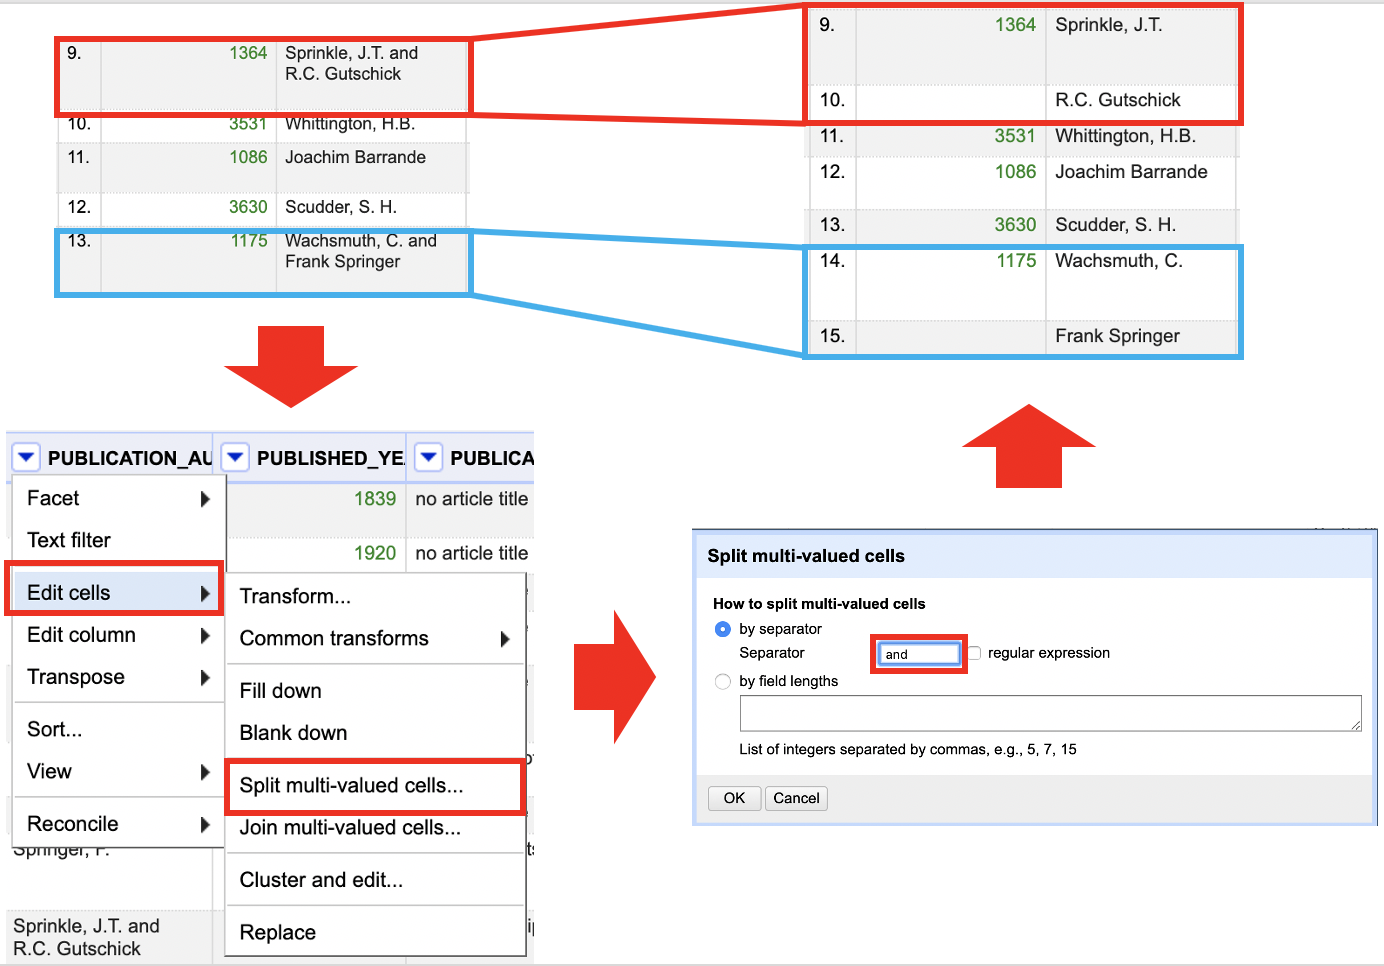 9. 1364 Sprinkle, J.T. and
R.C. Gutschick
10. 3531 Whittington, H.B.
11. 1086 Joachim Barrande
12. 3630 Scudder, S. H.
13. 1175 Wachsmuth, C. and
Frank Springer
9. 1364 Sprinkle, J.T.
10. R.C. Gutschick
11. 3531 Whittington, H.B.
12. 1086 Joachim Barrande
13. 3630 Scudder, S. H.
14. 1175 Wachsmuth, C.
15. Frank Springer
PUBLICATION_AU PUBLISHED_YE PUBLICA
Facet
Text filter
Edit cells
Edit column
Transpose
Sort...
View
Reconcile
1839 no article title
1920 no article title
Transform...
Common transforms
Fill down
Blank down
Split multi-valued cells...
Join multi-valued cells...
Cluster and edit...
Replace
Springer, F.
Sprinkle, J.T. and
R.C. Gutschick
Split multi-valued cells
How to split multi-valued cells
by separator
Separator and regular expression
by field lengths
List of integers separated by commas, e.g., 5, 7, 15
OK Cancel